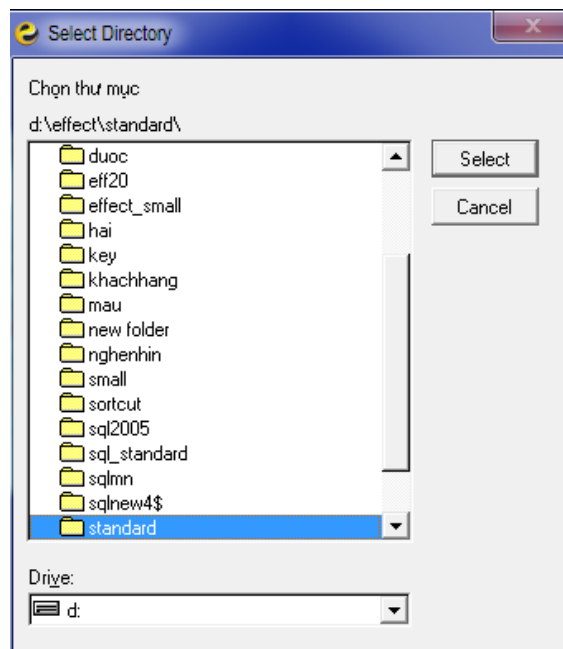 Select Directory
Chọn thư mục
d:\effect\standard\
duoc
eff20
effect_small
hai
key
khachhang
mau
new folder
nghenhin
small
sortcut
sql2005
sql_standard
sqlmn
sqlnew4$
standard
Select
Cancel
Drive:
d: